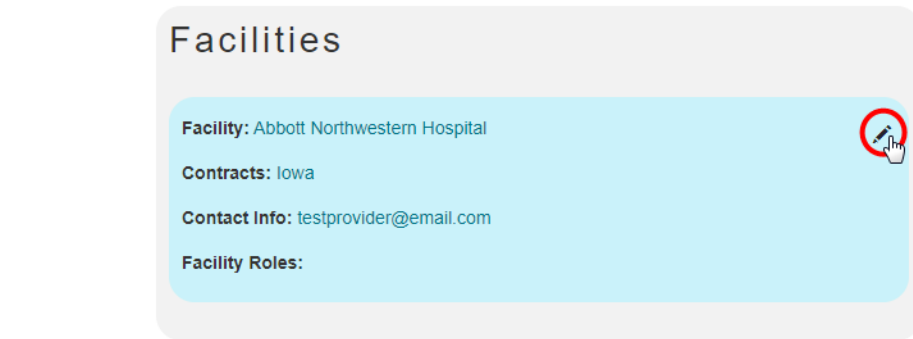 Facilities
Facility: Abbott Northwestern Hospital
Contracts: Iowa
Contact Info: testprovider@email.com
Facility Roles: